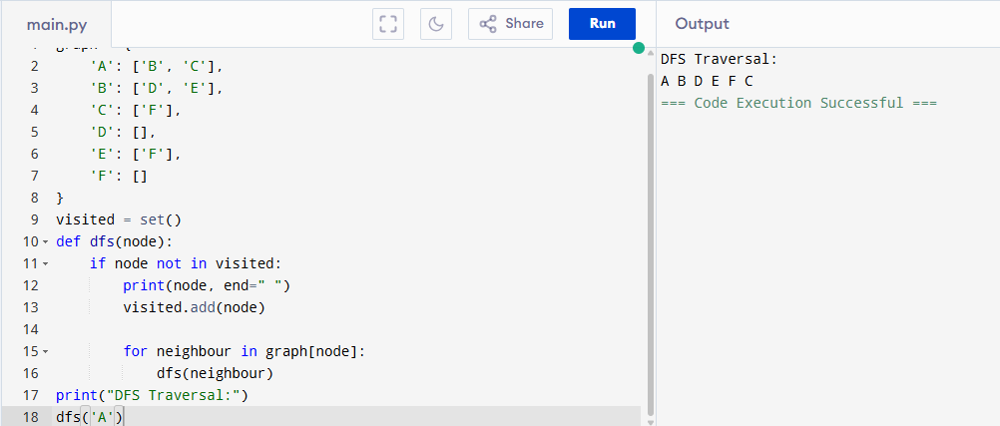 main.py
Share
Run
Output
2     'A': ['B', 'C'],
3     'B': ['D', 'E'],
4     'C': ['F'],
5     'D': [],
6     'E': ['F'],
7     'F': []
8 }
9 visited = set()
10 def dfs(node):
11     if node not in visited:
12         print(node, end=" ")
13         visited.add(node)
14
15         for neighbour in graph[node]:
16             dfs(neighbour)
17 print("DFS Traversal:")
18 dfs('A')
DFS Traversal:
A B D E F C
=== Code Execution Successful ===